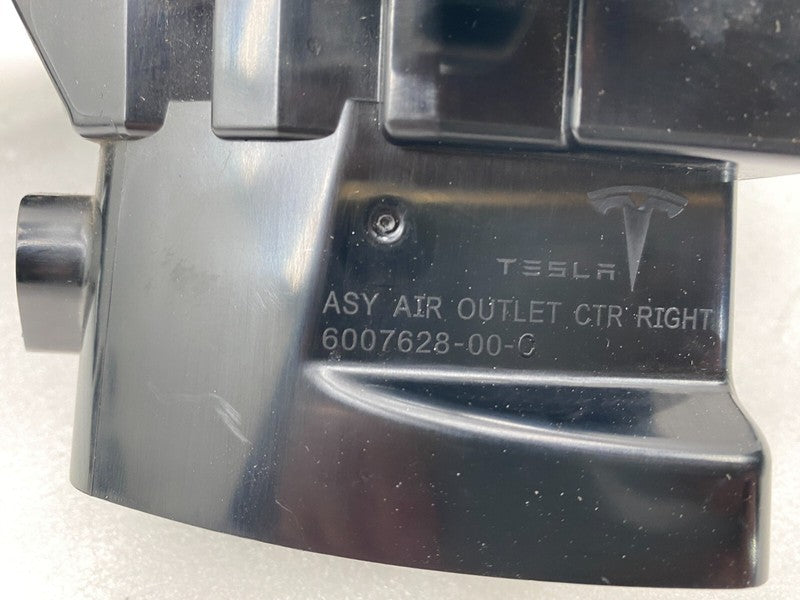 TESLA
ASY AIR OUTLET CTR RIGHT
6007628-00-C